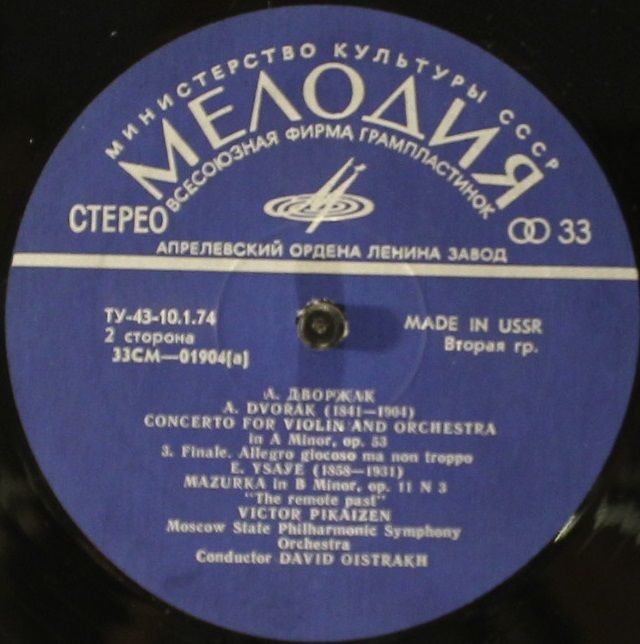 МИНИСТЕРСТВО КУЛЬТУРЫ СССР
МЕЛОДИЯ
ВСЕСОЮЗНАЯ ФИРМА ГРАМПЛАСТИНОК
СТЕРЕО
33
АПРЕЛЕВСКИЙ ОРДЕНА ЛЕНИНА ЗАВОД
ТУ-43-10.1.74
MADE IN USSR
2 сторона
Вторая гр.
33СМ—01904(а)
А. ДВОРЖАК
A. DVOŘÁK (1841—1904)
CONCERTO FOR VIOLIN AND ORCHESTRA
in A Minor, op. 53
3. Finale. Allegro giocoso ma non troppo
E. YSAYE (1858—1931)
MAZURKA in B Minor, op. 11 N 3
"The remote past"
VICTOR PIKAIZEN
Moscow State Philharmonic Symphony
Orchestra
Conductor DAVID OISTRAKH